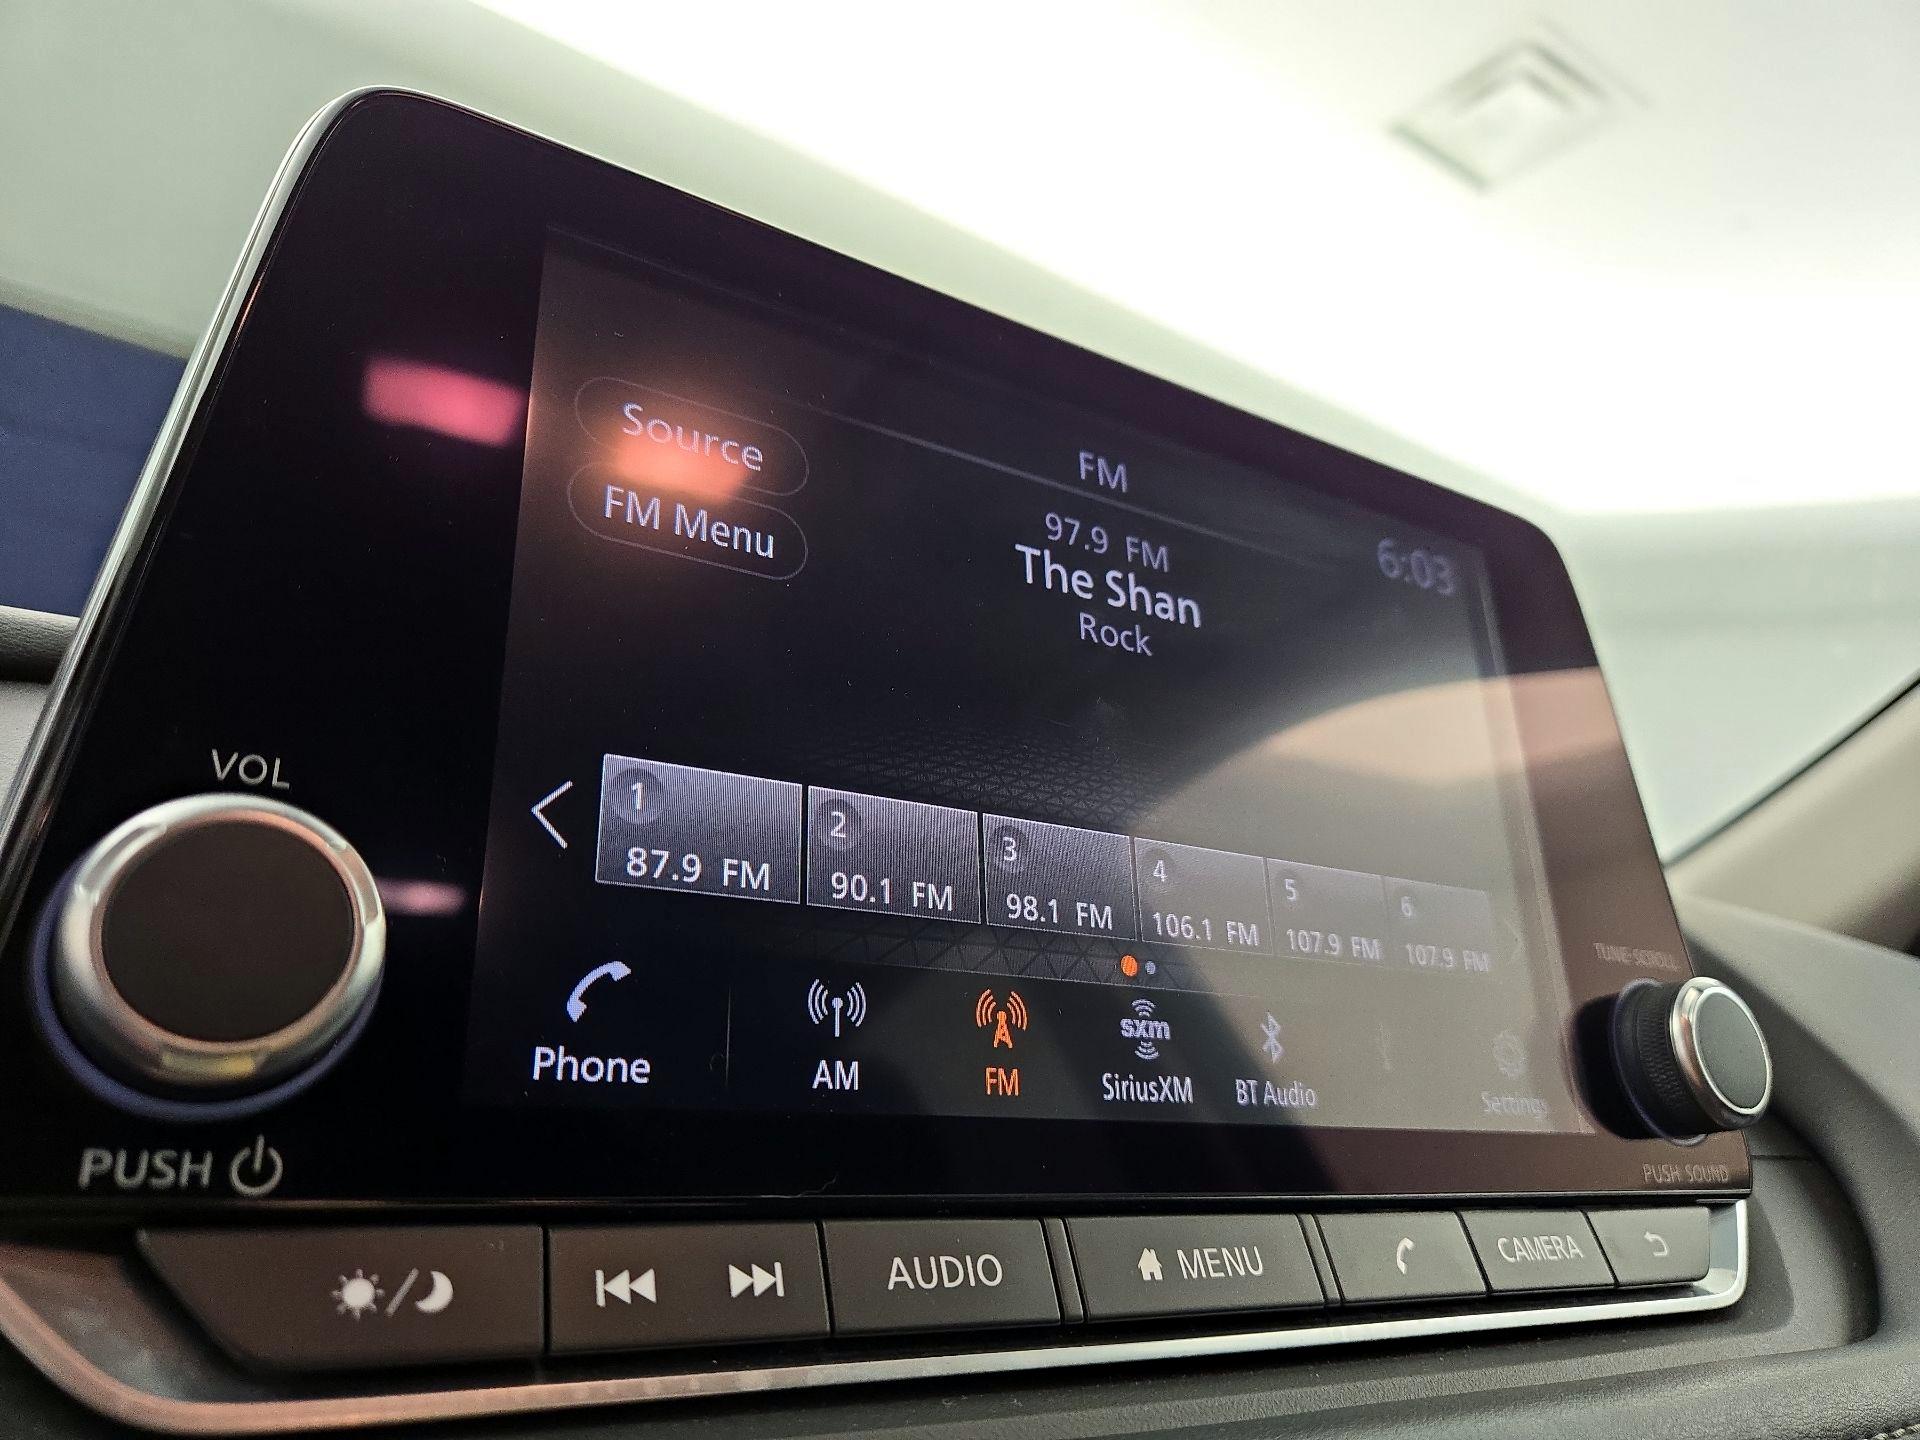 Source
FM
FM Menu
97.9 FM
The Shan
Rock
6:03
VOL
1
87.9 FM
2
90.1 FM
3
98.1 FM
4
106.1 FM
5
107.9 FM
6
107.9 FM
TUNE·SCROLL
Phone
AM
FM
sxm
SiriusXM
BT Audio
Settings
PUSH
PUSH SOUND
AUDIO
MENU
CAMERA